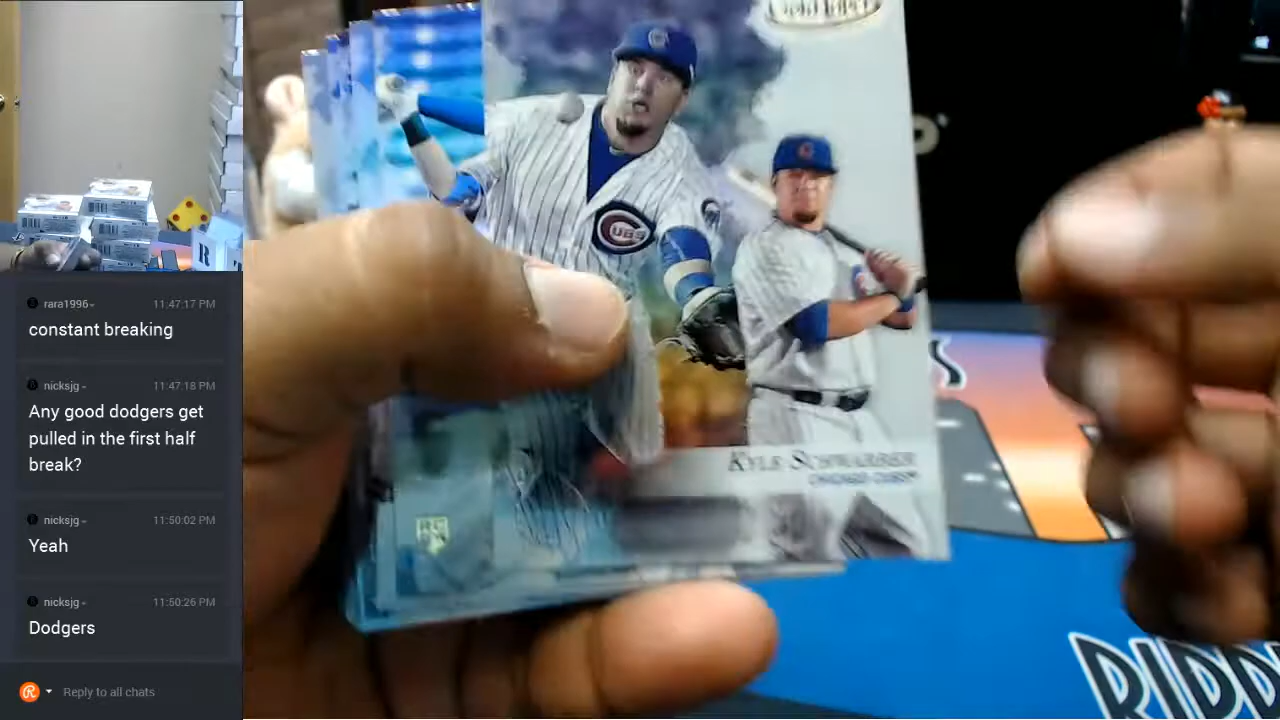 rara1996
11:47:17 PM
constant breaking
nicksjg
11:47:18 PM
Any good dodgers get
pulled in the first half
break?
nicksjg
11:50:02 PM
Yeah
nicksjg
11:50:26 PM
Dodgers
Reply to all chats
CUBS
KYLE SCHWARBER
CHICAGO CUBS
RC
R